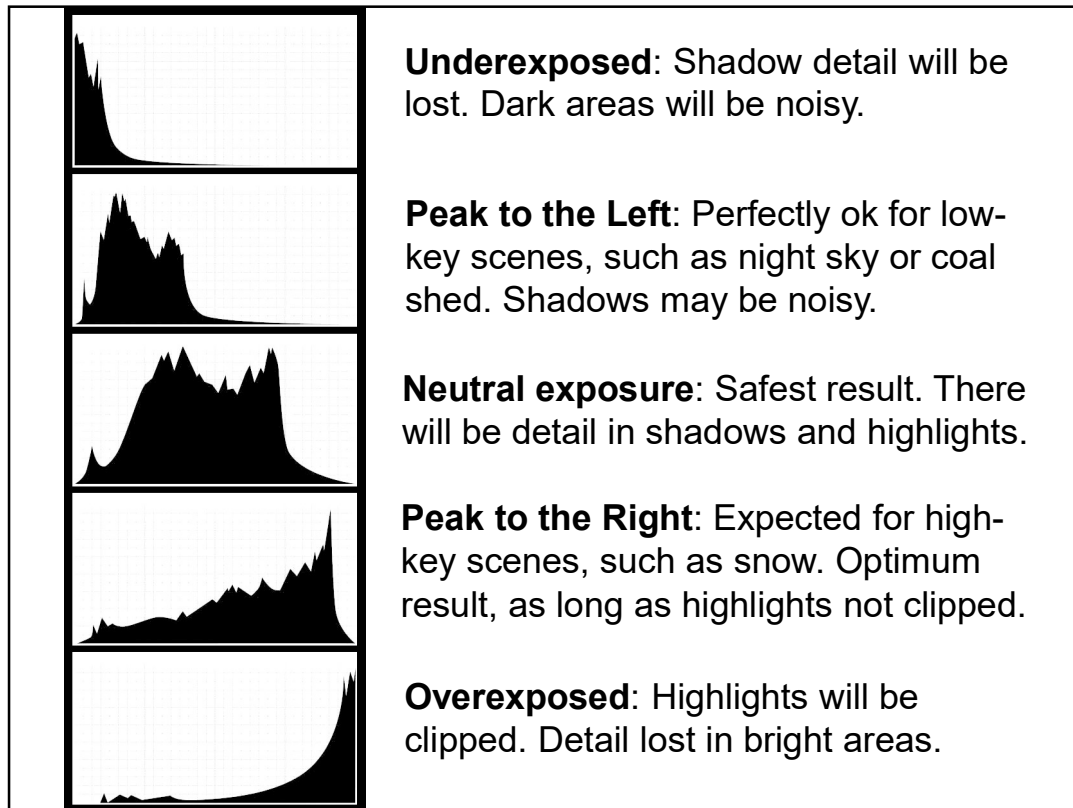 Underexposed: Shadow detail will be
lost. Dark areas will be noisy.
Peak to the Left: Perfectly ok for low-
key scenes, such as night sky or coal
shed. Shadows may be noisy.
Neutral exposure: Safest result. There
will be detail in shadows and highlights.
Peak to the Right: Expected for high-
key scenes, such as snow. Optimum
result, as long as highlights not clipped.
Overexposed: Highlights will be
clipped. Detail lost in bright areas.